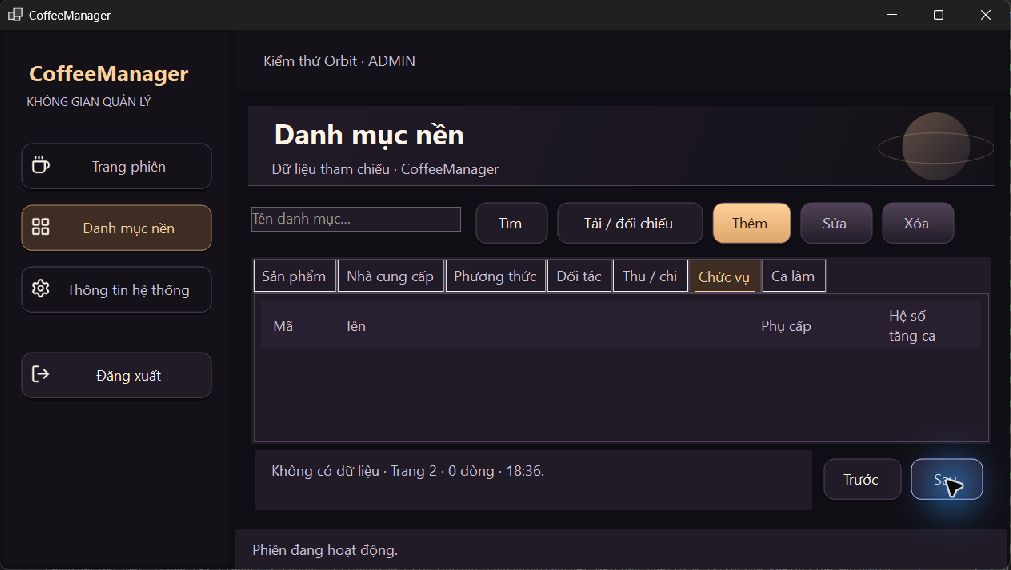 CoffeeManager
CoffeeManager
KHÔNG GIAN QUẢN LÝ
Trang phiên
Danh mục nền
Thông tin hệ thống
Đăng xuất
Kiểm thử Orbit · ADMIN
Danh mục nền
Dữ liệu tham chiếu · CoffeeManager
Tên danh mục...
Tìm
Tải / đối chiếu
Thêm
Sửa
Xóa
Sản phẩm
Nhà cung cấp
Phương thức
Đối tác
Thu / chi
Chức vụ
Ca làm
Mã
Tên
Phụ cấp
Hệ số
tăng ca
Không có dữ liệu · Trang 2 · 0 dòng · 18:36.
Trước
Sau
Phiên đang hoạt động.